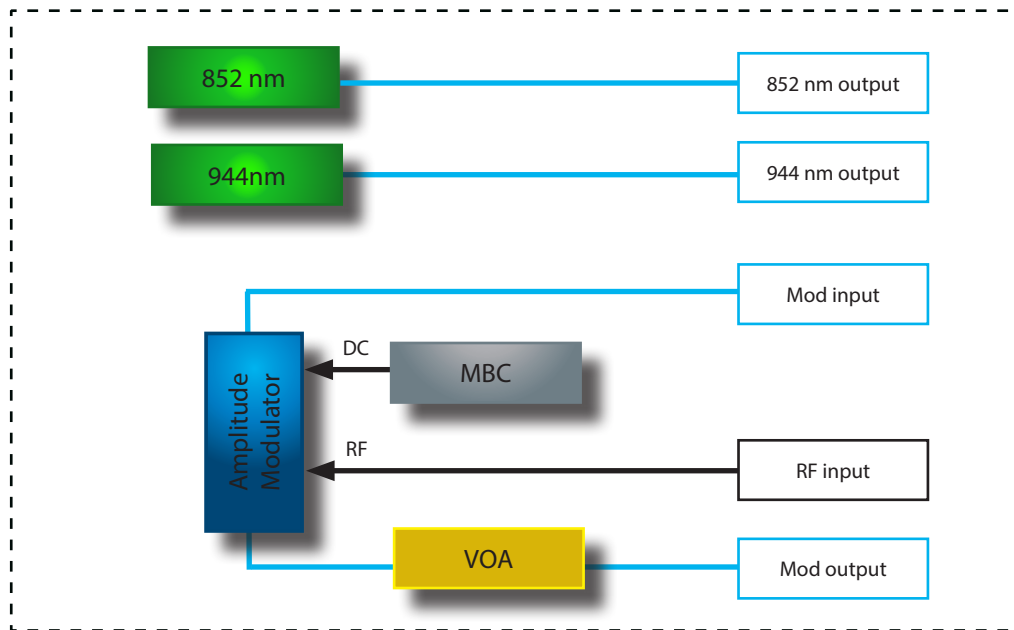 852 nm
852 nm output
944nm
944 nm output
Mod input
DC
MBC
Amplitude
Modulator
RF
RF input
VOA
Mod output